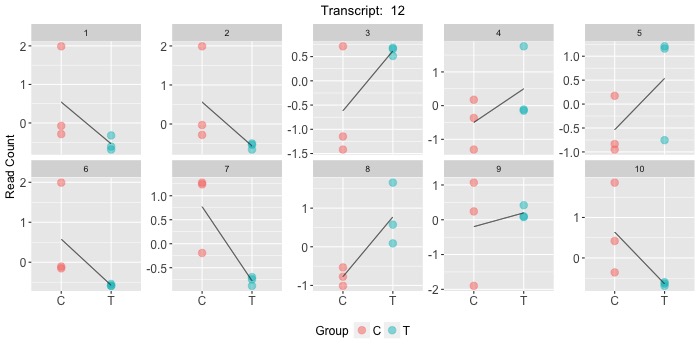 Transcript: 12
1 2 3 4 5
2 2 0.5 1 1.0
1 1 0.0 0 0.5
0 0 -0.5 -1 0.0
-1.0 -0.5
-1.5 -1.0
Read Count
6 7 8 9 10
2 1.0 1 1 1
1 0.5 0 0 0
0 0.0 -1 -1
-0.5 -2
C T C T C T C T C T
Group C T